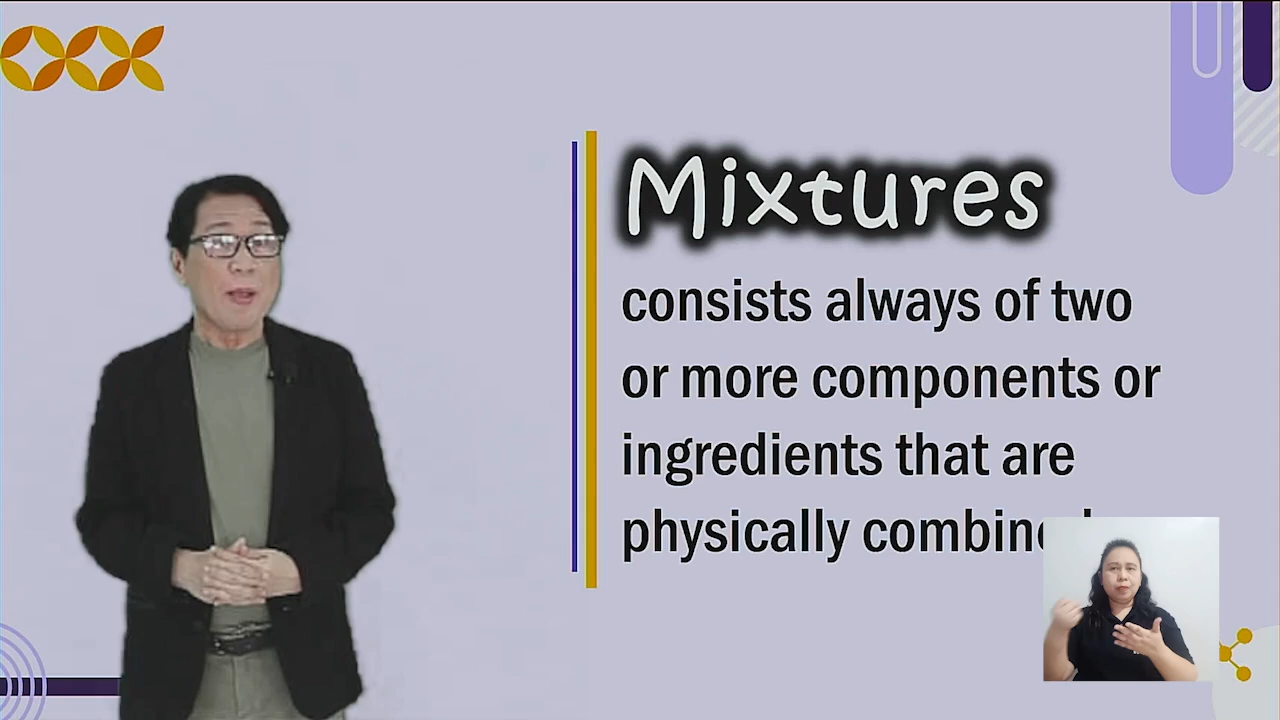 Mixtures
consists always of two
or more components or
ingredients that are
physically